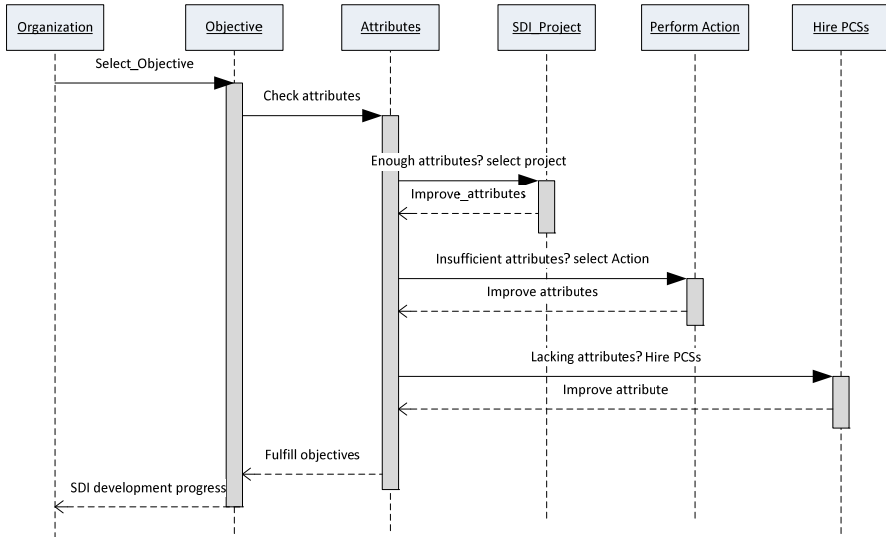 Organization
Objective
Attributes
SDI_Project
Perform Action
Hire PCSs
Select_Objective
Check attributes
Enough attributes? select project
Improve_attributes
Insufficient attributes? select Action
Improve attributes
Lacking attributes? Hire PCSs
Improve attribute
Fulfill objectives
SDI development progress